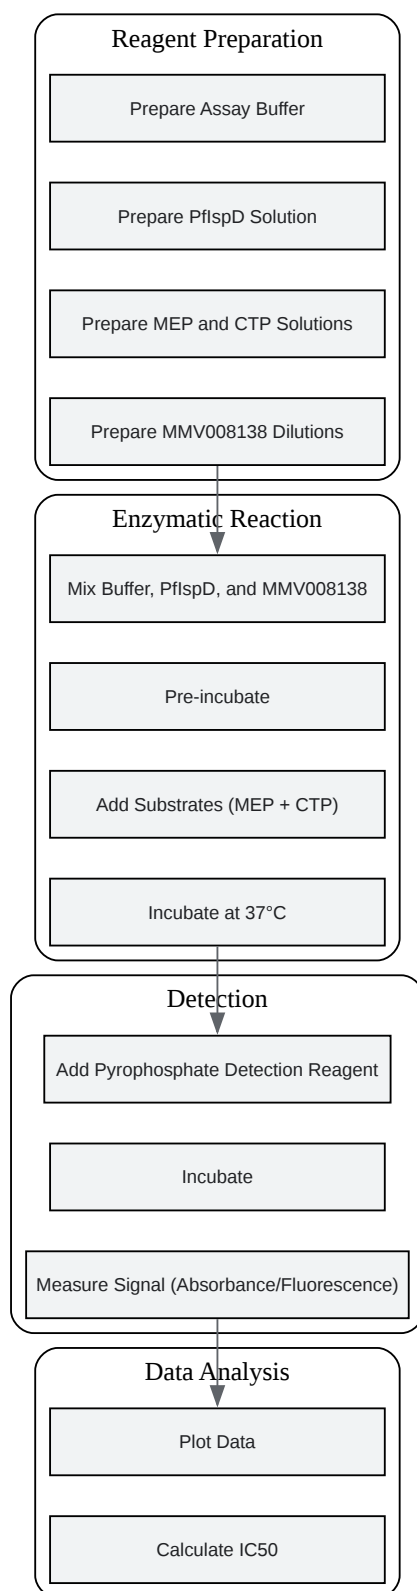 Reagent Preparation
Prepare Assay Buffer
Prepare PfIspD Solution
Prepare MEP and CTP Solutions
Prepare MMV008138 Dilutions
Enzymatic Reaction
Mix Buffer, PfIspD, and MMV008138
Pre-incubate
Add Substrates (MEP + CTP)
Incubate at 37°C
Detection
Add Pyrophosphate Detection Reagent
Incubate
Measure Signal (Absorbance/Fluorescence)
Data Analysis
Plot Data
Calculate IC50